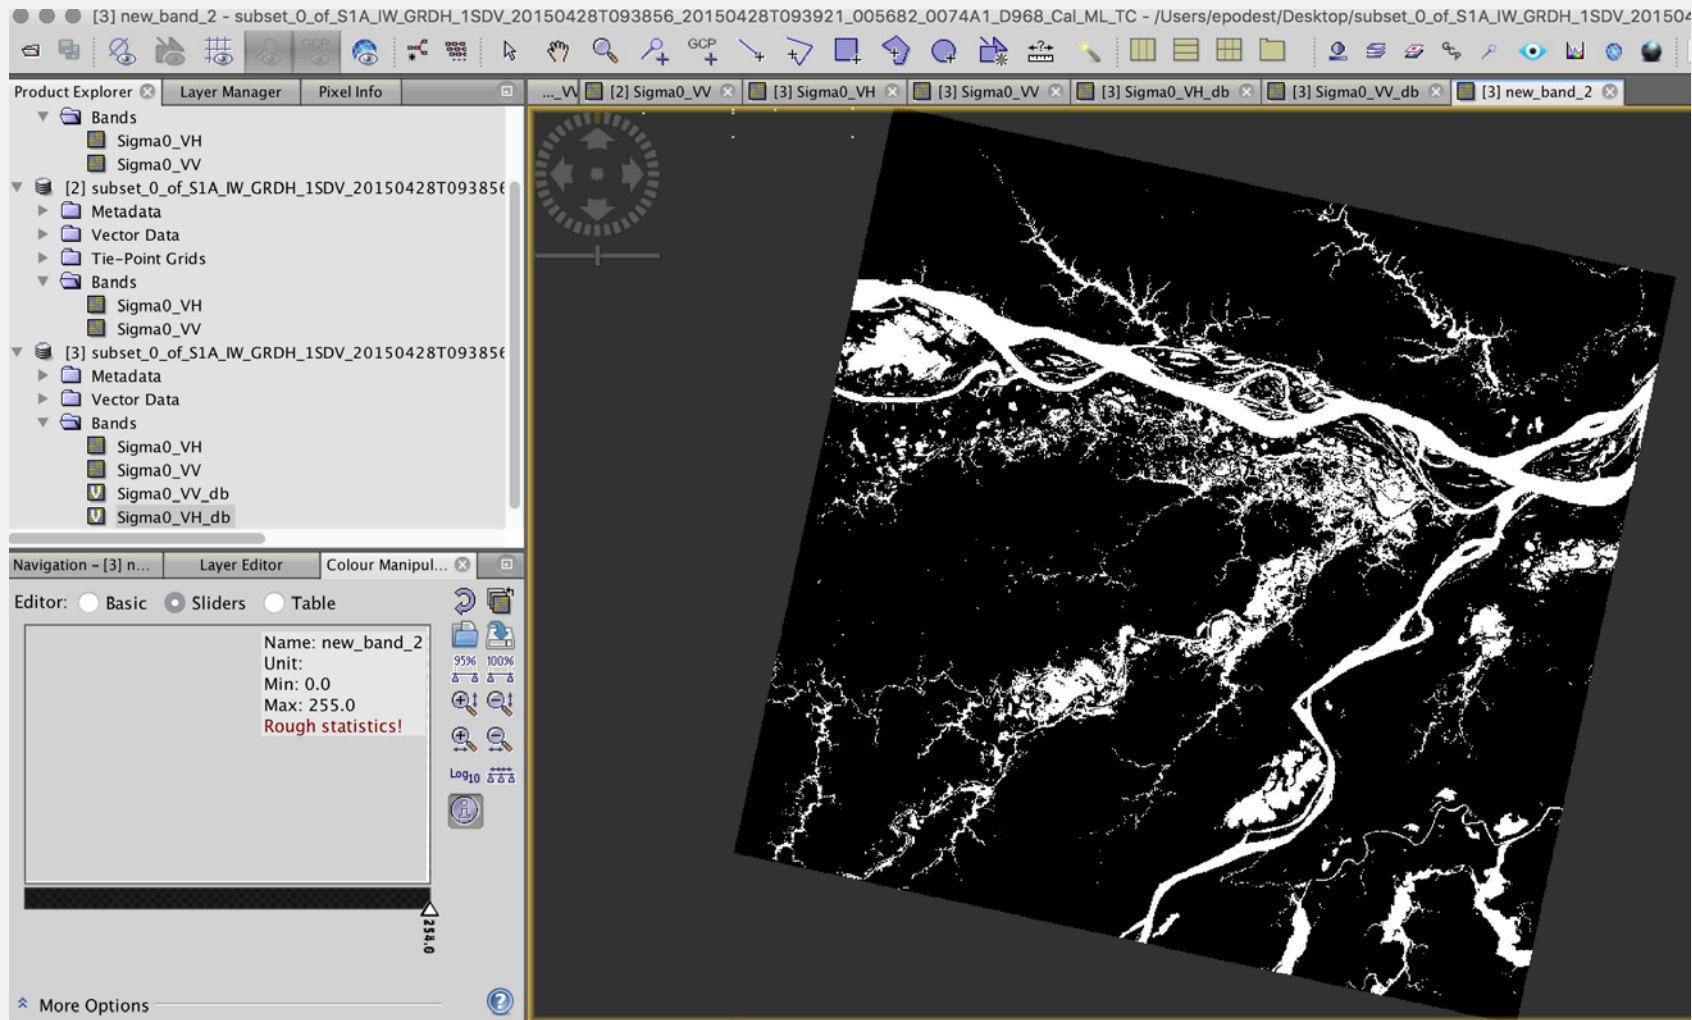 [3] new_band_2 - subset_0_of_S1A_IW_GRDH_1SDV_20150428T093856_20150428T093921_005682_0074A1_D968_Cal_ML_TC - /Users/epodest/Desktop/subset_0_of_S1A_IW_GRDH_1SDV_201504
GCP
GCP
Product Explorer
Layer Manager
Pixel Info
..._VV
[2] Sigma0_VV
[3] Sigma0_VH
[3] Sigma0_VV
[3] Sigma0_VH_db
[3] Sigma0_VV_db
[3] new_band_2
Bands
Sigma0_VH
Sigma0_VV
[2] subset_0_of_S1A_IW_GRDH_1SDV_20150428T093856
Metadata
Vector Data
Tie-Point Grids
Bands
Sigma0_VH
Sigma0_VV
[3] subset_0_of_S1A_IW_GRDH_1SDV_20150428T093856
Metadata
Vector Data
Bands
Sigma0_VH
Sigma0_VV
Sigma0_VV_db
Sigma0_VH_db
Navigation - [3] n...
Layer Editor
Colour Manipul...
Editor:
Basic
Sliders
Table
Name: new_band_2
Unit:
Min: 0.0
Max: 255.0
Rough statistics!
95%
100%
Log10
254.0
More Options